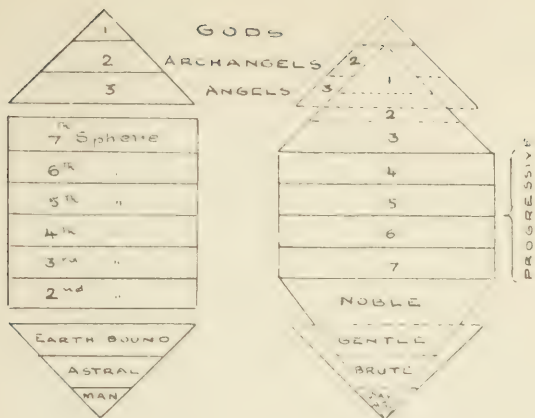 1 GODS
2 ARCHANGELS
3 ANGELS
7th Sphere
6th "
5th "
4th "
3rd "
2nd "
EARTH BOUND
ASTRAL
MAN
2
1
3
2
3
4
5
6
7
PROGRESSIVE
NOBLE
GENTLE
BRUTE